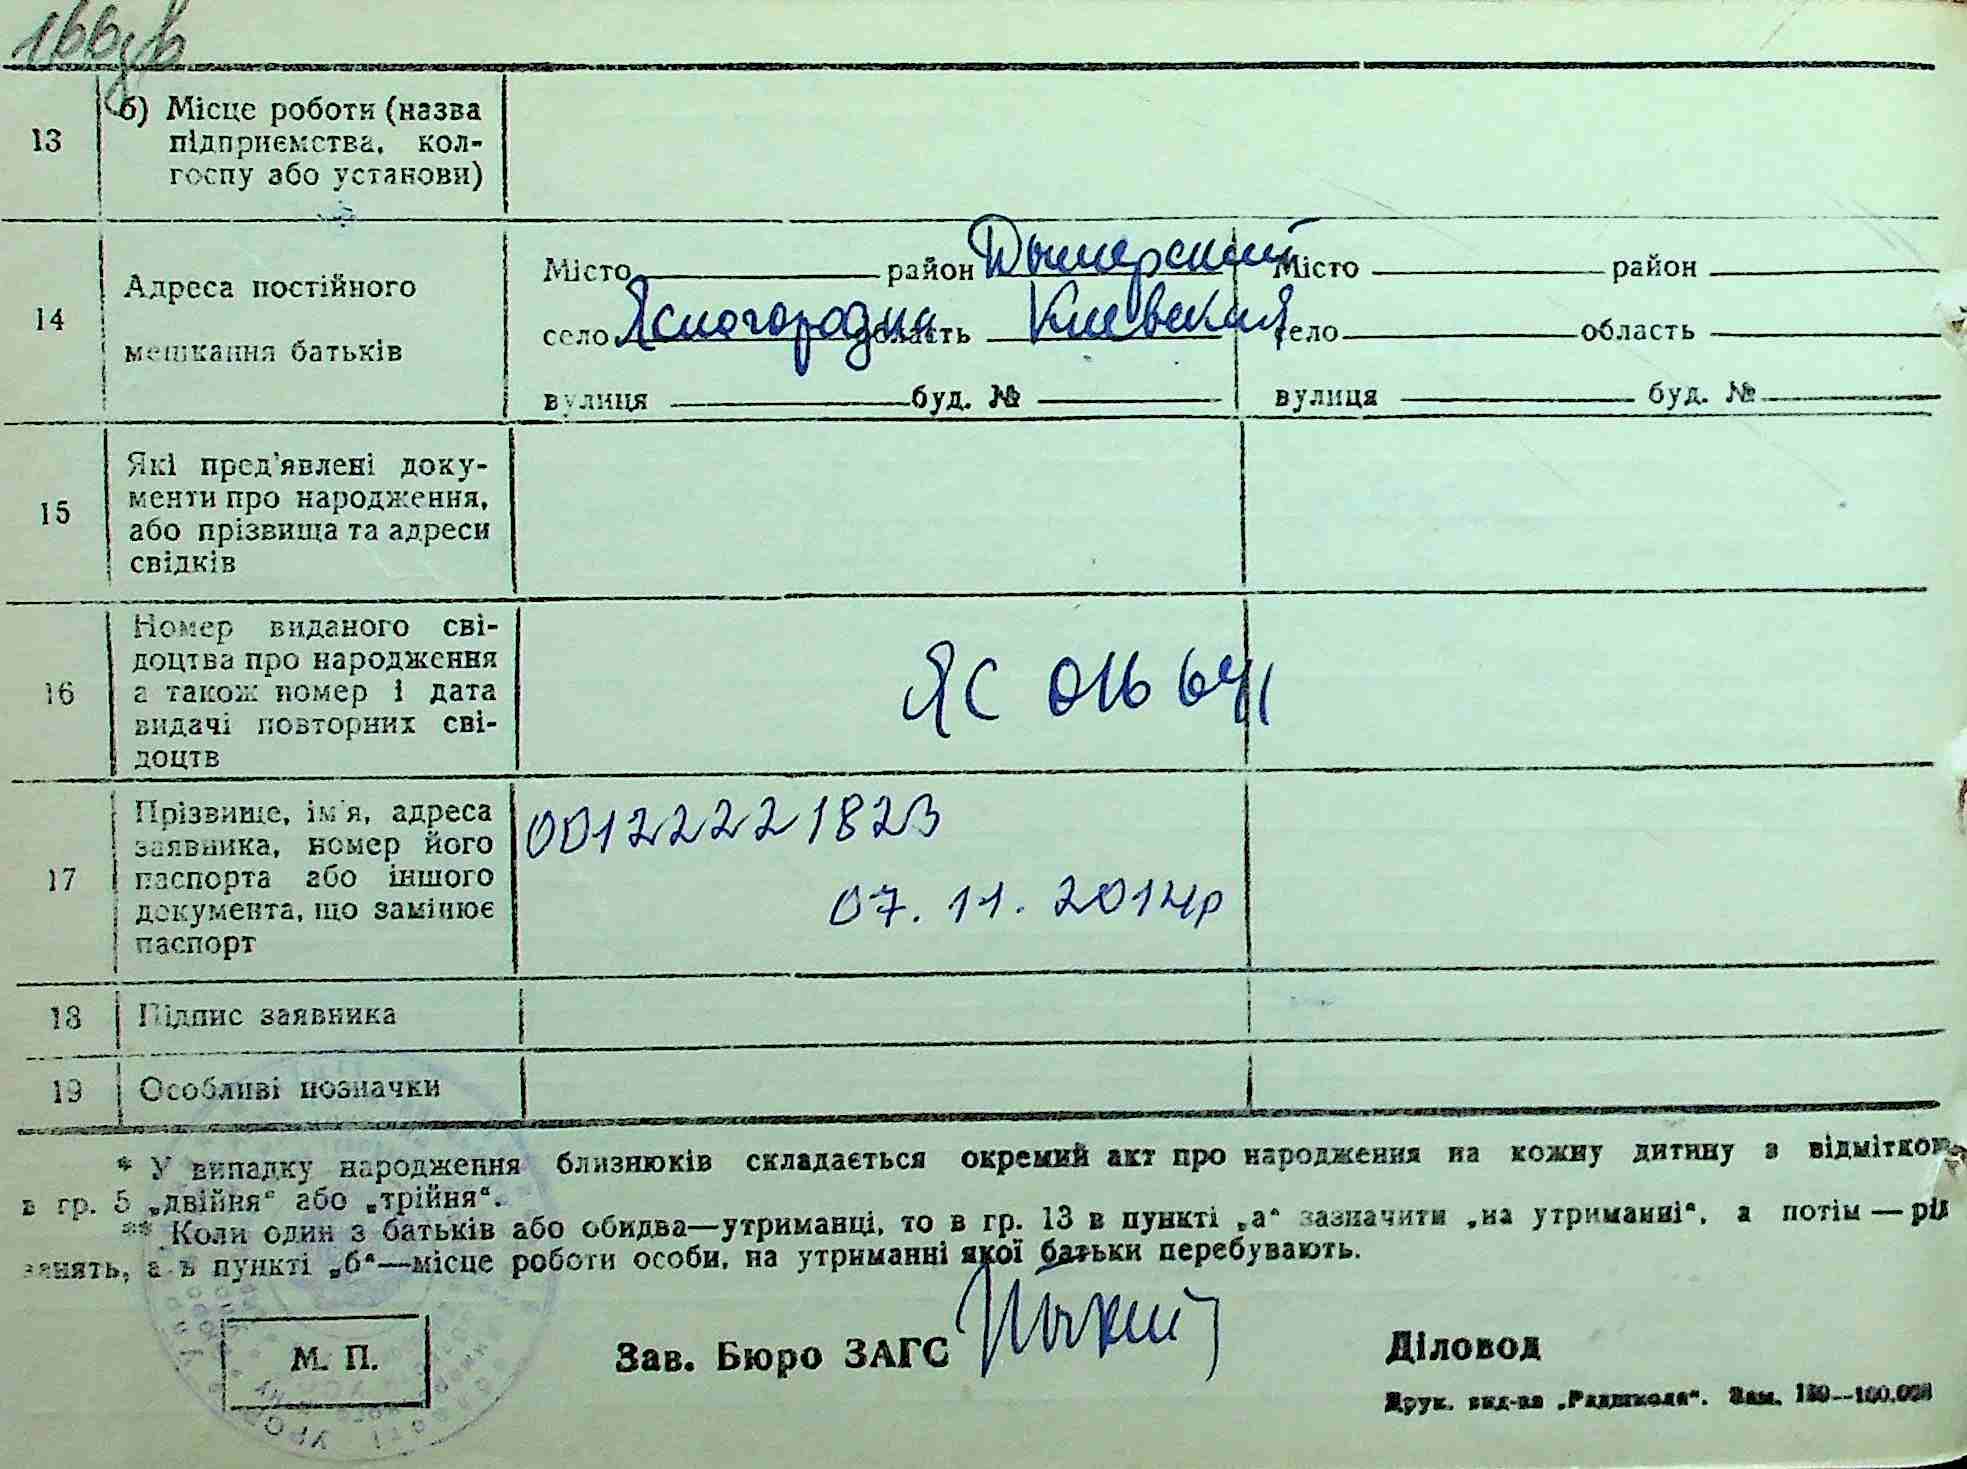 166зв
13
б) Місце роботи (назва
підприємства, кол-
госпу або установи)
14
Адреса постійного
мешкання батьків
Місто район Дымерский
село Ясногородка область Киевская
вулиця буд. №
Місто район
село область
вулиця буд. №
15
Які пред'явлені доку-
менти про народження,
або прізвища та адреси
свідків
16
Номер виданого сві-
доцтва про народження
а також номер і дата
видачі повторних сві-
доцтв
ЯС 016641
17
Прізвище, ім'я, адреса
заявника, номер його
паспорта або іншого
документа, що замінює
паспорт
00122221823
07.11.2014р
18
Підпис заявника
19
Особливі позначки
* У випадку народження близнюків складається окремий акт про народження на кожну дитину з відміткою
в гр. 5 „двійня“ або „трійня“.
** Коли один з батьків або обидва—утриманці, то в гр. 13 в пункті „а“ зазначити „на утриманні“, а потім — рід
занять, а в пункті „б“—місце роботи особи, на утриманні якої батьки перебувають.
М. П.
Зав. Бюро ЗАГС
Діловод
Друк. вид-ва „Радшкола“. Зам.